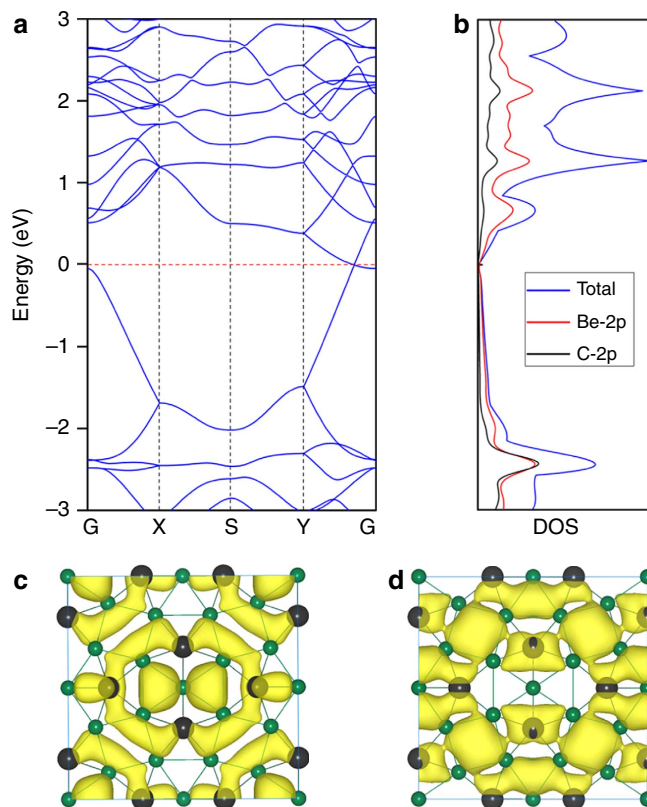 a
b
3
2
1
0
–1
–2
–3
Energy (eV)
G X S Y G
Total
Be-2p
C-2p
DOS
c
d